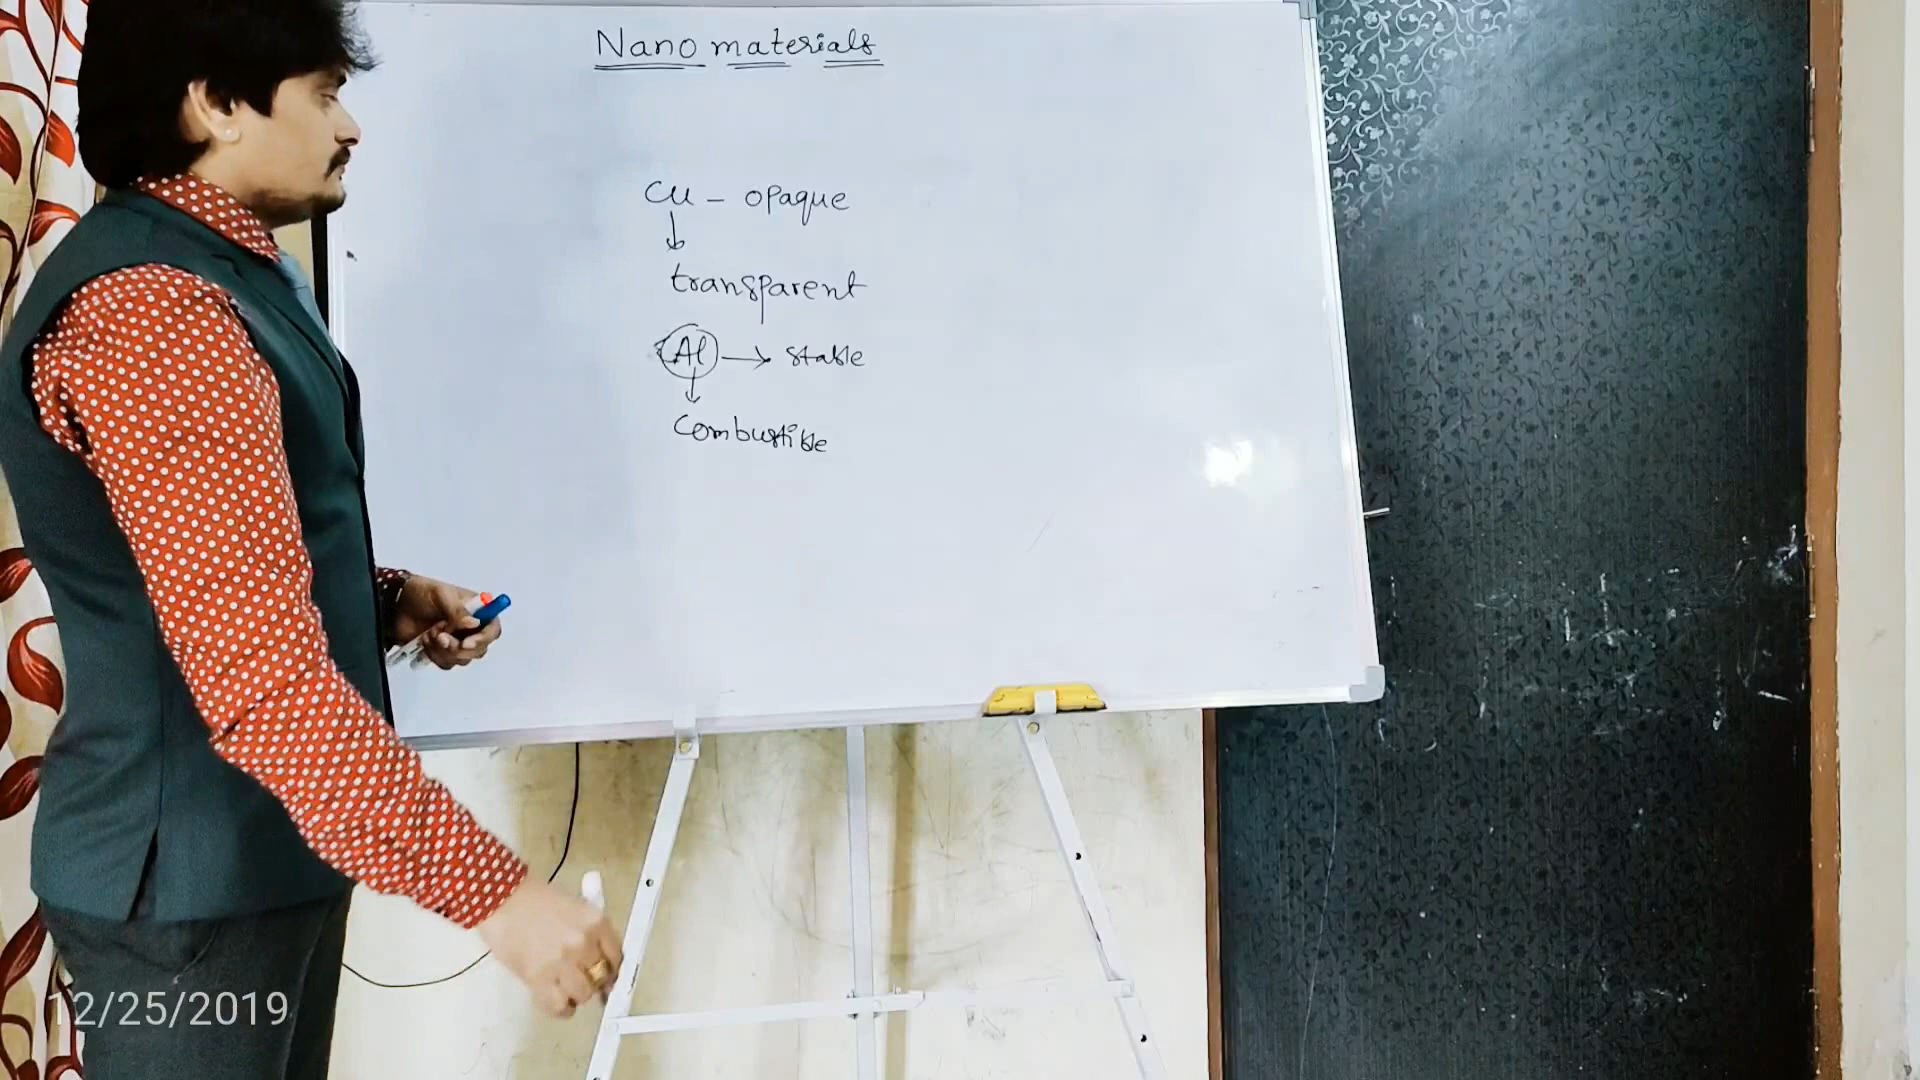 Nano materials
Cu - opaque
↓
transparent
Al → stable
↓
Combustible
12/25/2019